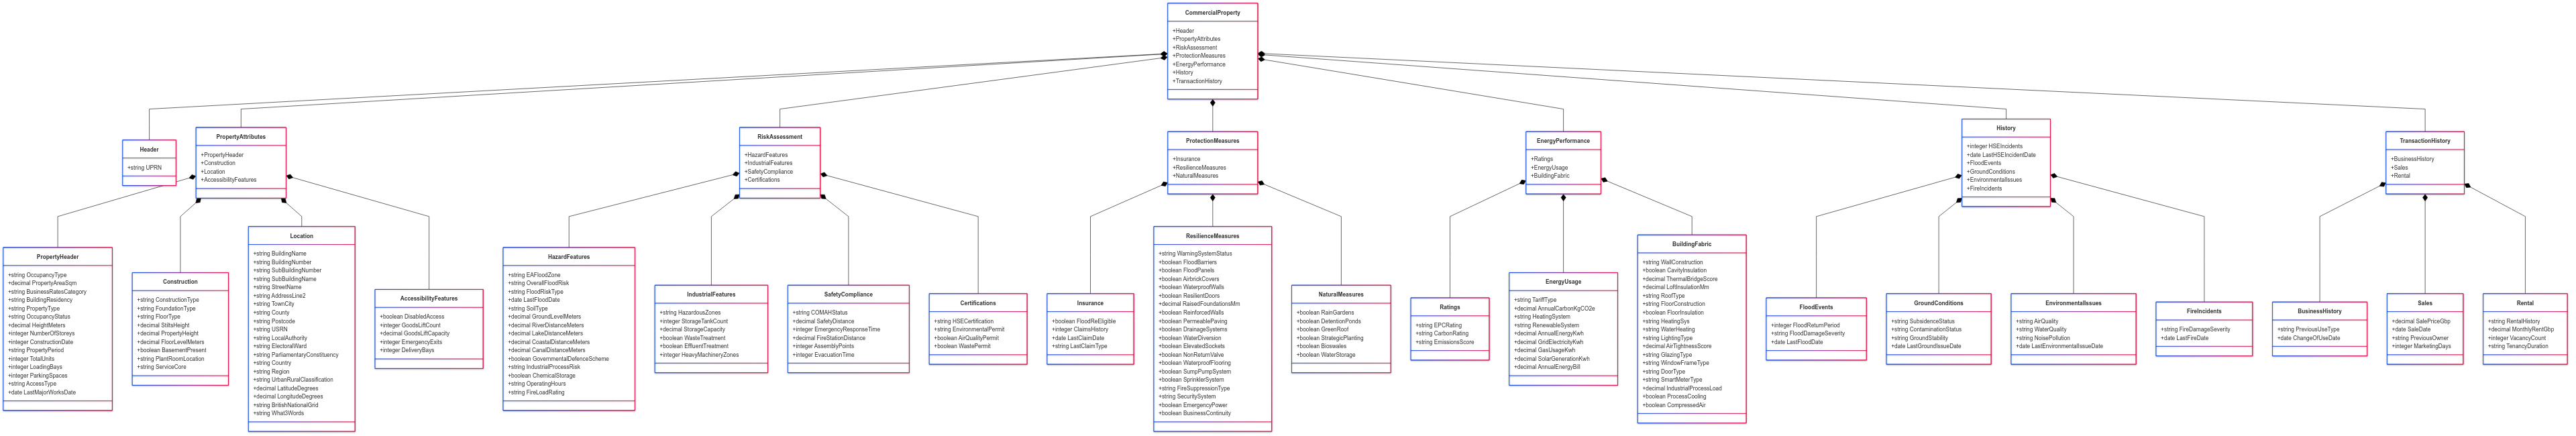 CommercialProperty
+Header
+PropertyAttributes
+RiskAssessment
+ProtectionMeasures
+EnergyPerformance
+History
+TransactionHistory
Header
+string UPRN
PropertyAttributes
+PropertyHeader
+Construction
+Location
+AccessibilityFeatures
RiskAssessment
+HazardFeatures
+IndustrialFeatures
+SafetyCompliance
+Certifications
ProtectionMeasures
+Insurance
+ResilienceMeasures
+NaturalMeasures
EnergyPerformance
+Ratings
+EnergyUsage
+BuildingFabric
History
+integer HSEIncidents
+date LastHSEIncidentDate
+FloodEvents
+GroundConditions
+EnvironmentalIssues
+FireIncidents
TransactionHistory
+BusinessHistory
+Sales
+Rental
PropertyHeader
+string OccupancyType
+decimal PropertyAreaSqm
+string BusinessRatesCategory
+string BuildingResidency
+string PropertyType
+string OccupancyStatus
+decimal HeightMeters
+integer NumberOfStoreys
+integer ConstructionDate
+string PropertyPeriod
+integer TotalUnits
+integer LoadingBays
+integer ParkingSpaces
+string AccessType
+date LastMajorWorksDate
Construction
+string ConstructionType
+string FoundationType
+string FloorType
+decimal StiltsHeight
+decimal PropertyHeight
+decimal FloorLevelMeters
+boolean BasementPresent
+string PlantRoomLocation
+string ServiceCore
Location
+string BuildingName
+string BuildingNumber
+string SubBuildingNumber
+string SubBuildingName
+string StreetName
+string AddressLine2
+string TownCity
+string County
+string Postcode
+string USRN
+string LocalAuthority
+string ElectoralWard
+string ParliamentaryConstituency
+string Country
+string Region
+string UrbanRuralClassification
+decimal LatitudeDegrees
+decimal LongitudeDegrees
+string BritishNationalGrid
+string What3Words
AccessibilityFeatures
+boolean DisabledAccess
+integer GoodsLiftCount
+decimal GoodsLiftCapacity
+integer EmergencyExits
+integer DeliveryBays
HazardFeatures
+string EAFloodZone
+string OverallFloodRisk
+string FloodRiskType
+date LastFloodDate
+string SoilType
+decimal GroundLevelMeters
+decimal RiverDistanceMeters
+decimal LakeDistanceMeters
+decimal CoastalDistanceMeters
+decimal CanalDistanceMeters
+boolean GovernmentalDefenceScheme
+string IndustrialProcessRisk
+boolean ChemicalStorage
+string OperatingHours
+string FireLoadRating
IndustrialFeatures
+string HazardousZones
+integer StorageTankCount
+decimal StorageCapacity
+boolean WasteTreatment
+boolean EffluentTreatment
+integer HeavyMachineryZones
SafetyCompliance
+string COMAHStatus
+decimal SafetyDistance
+integer EmergencyResponseTime
+decimal FireStationDistance
+integer AssemblyPoints
+integer EvacuationTime
Certifications
+string HSECertification
+string EnvironmentalPermit
+boolean AirQualityPermit
+boolean WastePermit
Insurance
+boolean FloodReEligible
+integer ClaimsHistory
+date LastClaimDate
+string LastClaimType
ResilienceMeasures
+string WarningSystemStatus
+boolean FloodBarriers
+boolean FloodPanels
+boolean AirbrickCovers
+boolean WaterproofWalls
+boolean ResilientDoors
+decimal RaisedFoundationsMm
+boolean ReinforcedWalls
+boolean PermeablePaving
+boolean DrainageSystems
+boolean WaterDiversion
+boolean ElevatedSockets
+boolean NonReturnValve
+boolean WaterproofFlooring
+boolean SumpPumpSystem
+boolean SprinklerSystem
+string FireSuppressionType
+string SecuritySystem
+boolean EmergencyPower
+boolean BusinessContinuity
NaturalMeasures
+boolean RainGardens
+boolean DetentionPonds
+boolean GreenRoof
+boolean StrategicPlanting
+boolean Bioswales
+boolean WaterStorage
Ratings
+string EPCRating
+string CarbonRating
+string EmissionsScore
EnergyUsage
+string TariffType
+decimal AnnualCarbonKgCO2e
+string HeatingSystem
+string RenewableSystem
+decimal AnnualEnergyKwh
+decimal GridElectricityKwh
+decimal GasUsageKwh
+decimal SolarGenerationKwh
+decimal AnnualEnergyBill
BuildingFabric
+string WallConstruction
+boolean CavityInsulation
+decimal ThermalBridgeScore
+decimal LoftInsulationMm
+string RoofType
+string FloorConstruction
+boolean FloorInsulation
+string HeatingSys
+string WaterHeating
+string LightingType
+decimal AirTightnessScore
+string GlazingType
+string WindowFrameType
+string DoorType
+string SmartMeterType
+decimal IndustrialProcessLoad
+boolean ProcessCooling
+boolean CompressedAir
FloodEvents
+integer FloodReturnPeriod
+string FloodDamageSeverity
+date LastFloodDate
GroundConditions
+string SubsidenceStatus
+string ContaminationStatus
+string GroundStability
+date LastGroundIssueDate
EnvironmentalIssues
+string AirQuality
+string WaterQuality
+string NoisePollution
+date LastEnvironmentalIssueDate
FireIncidents
+string FireDamageSeverity
+date LastFireDate
BusinessHistory
+string PreviousUseType
+date ChangeOfUseDate
Sales
+decimal SalePriceGbp
+date SaleDate
+string PreviousOwner
+integer MarketingDays
Rental
+string RentalHistory
+decimal MonthlyRentGbp
+integer VacancyCount
+string TenancyDuration